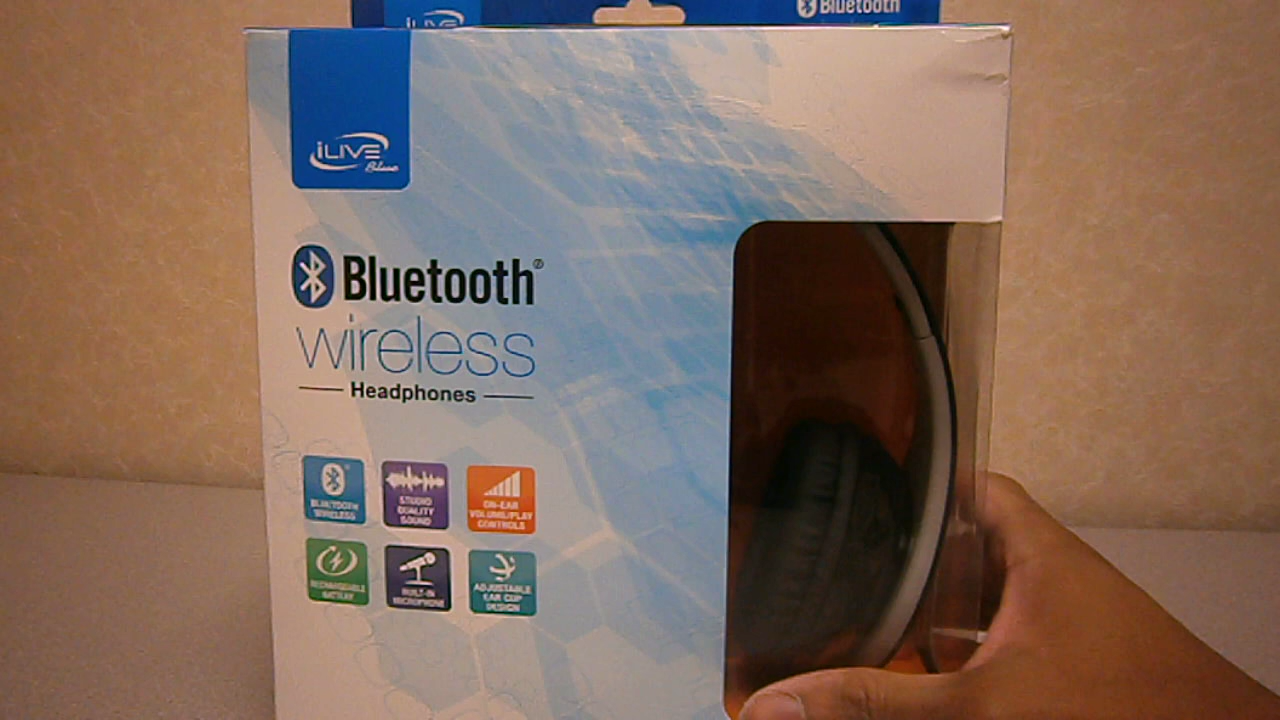 iLIVE
Bluetooth
iLIVE
Blue
Bluetooth®
wireless
Headphones
BLUETOOTH
WIRELESS
STUDIO
QUALITY
SOUND
ON-EAR
VOLUME/PLAY
CONTROLS
RECHARGEABLE
BATTERY
BUILT-IN
MICROPHONE
ADJUSTABLE
EAR CUP
DESIGN